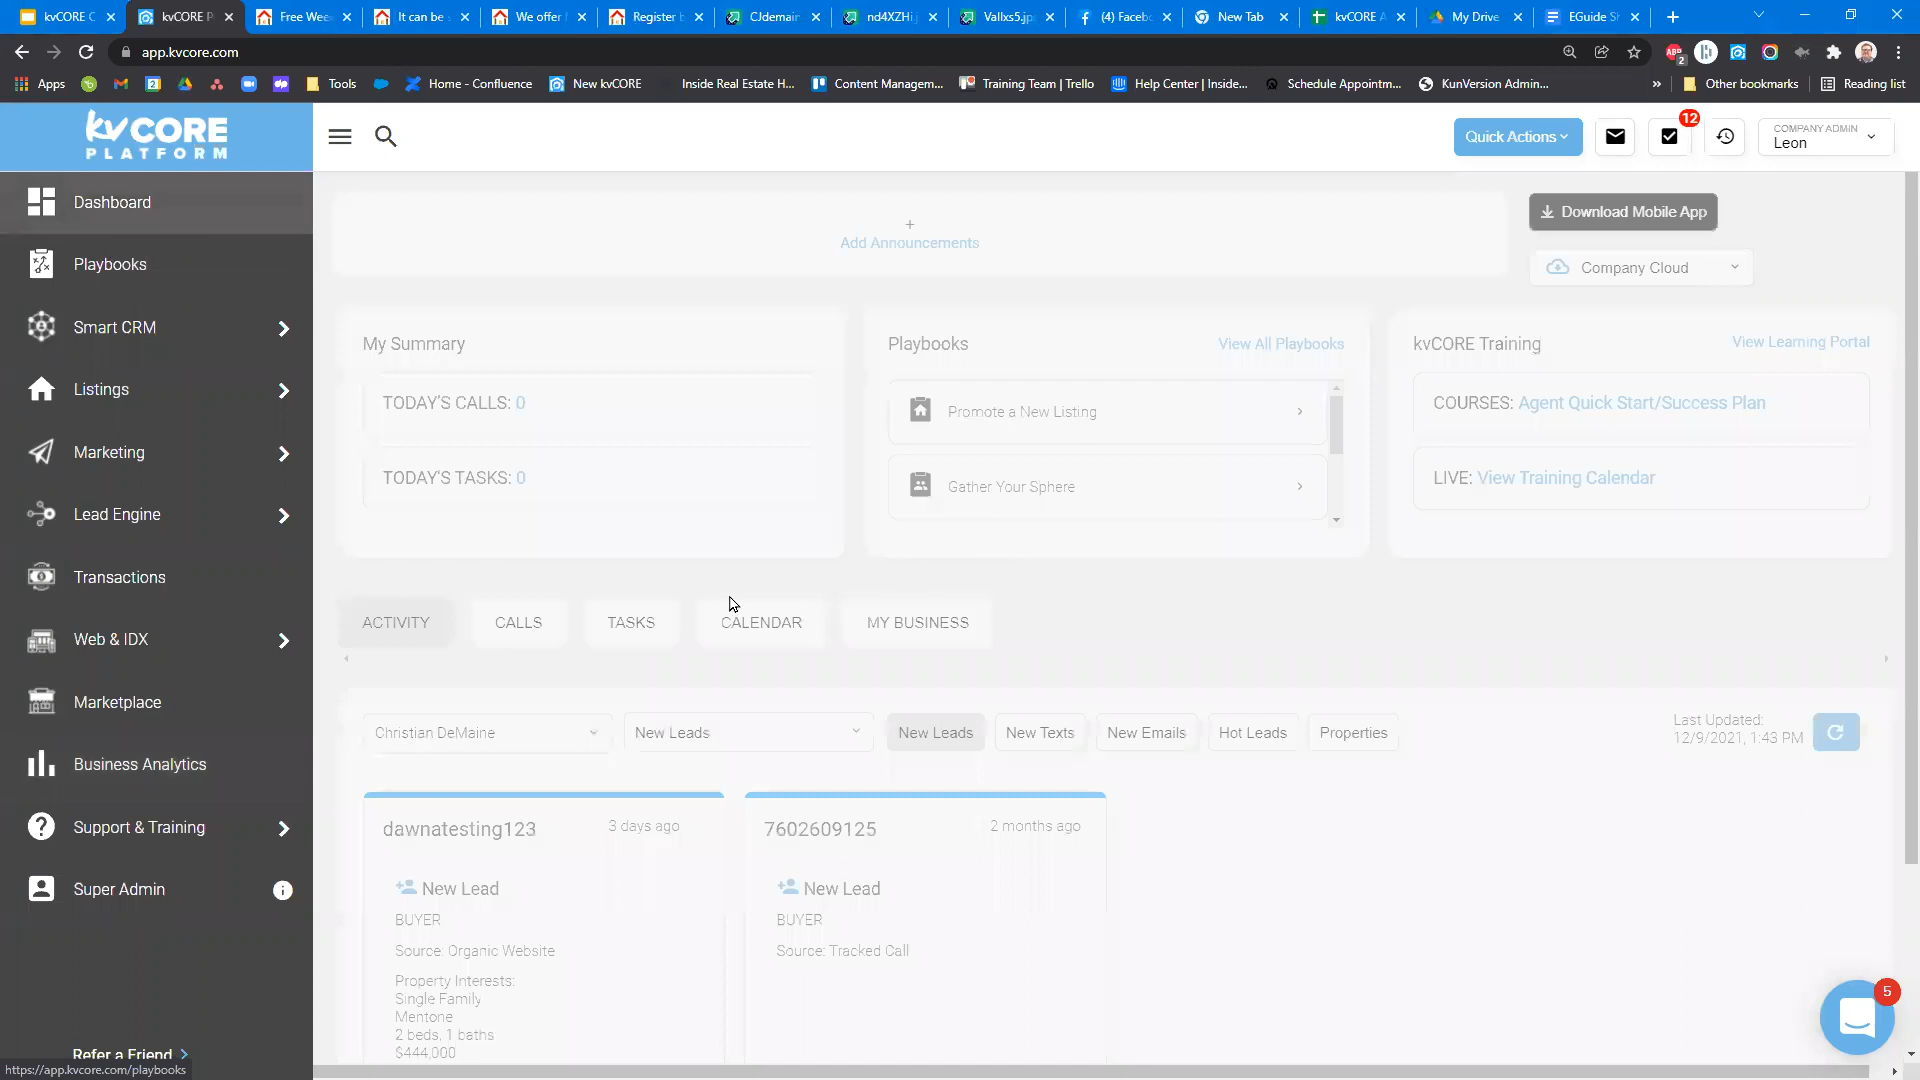 kvCORE C
kvCORE P
Free Wee
It can be
We offer
Register b
CJdemain
nd4XZHi.j
Vallxs5.jp
(4) Faceb
New Tab
kvCORE A
My Drive
EGuide S
app.kvcore.com
ABP
2
Apps
Tools
Home - Confluence
New kvCORE
Inside Real Estate H...
Content Managem...
Training Team | Trello
Help Center | Inside...
Schedule Appointm...
KunVersion Admin...
»
Other bookmarks
Reading list
kvCORE
PLATFORM
Quick Actions
12
COMPANY ADMIN
Leon
Dashboard
Playbooks
Smart CRM
Listings
Marketing
Lead Engine
Transactions
Web & IDX
Marketplace
Business Analytics
Support & Training
Super Admin
Refer a Friend
https://app.kvcore.com/playbooks
+
Add Announcements
Download Mobile App
Company Cloud
My Summary
TODAY'S CALLS: 0
TODAY'S TASKS: 0
Playbooks
View All Playbooks
Promote a New Listing
Gather Your Sphere
kvCORE Training
View Learning Portal
COURSES: Agent Quick Start/Success Plan
LIVE: View Training Calendar
ACTIVITY
CALLS
TASKS
CALENDAR
MY BUSINESS
Christian DeMaine
New Leads
New Leads
New Texts
New Emails
Hot Leads
Properties
Last Updated:
12/9/2021, 1:43 PM
dawnatesting123
3 days ago
New Lead
BUYER
Source: Organic Website
Property Interests:
Single Family
Mentone
2 beds, 1 baths
$444,000
7602609125
2 months ago
New Lead
BUYER
Source: Tracked Call
5